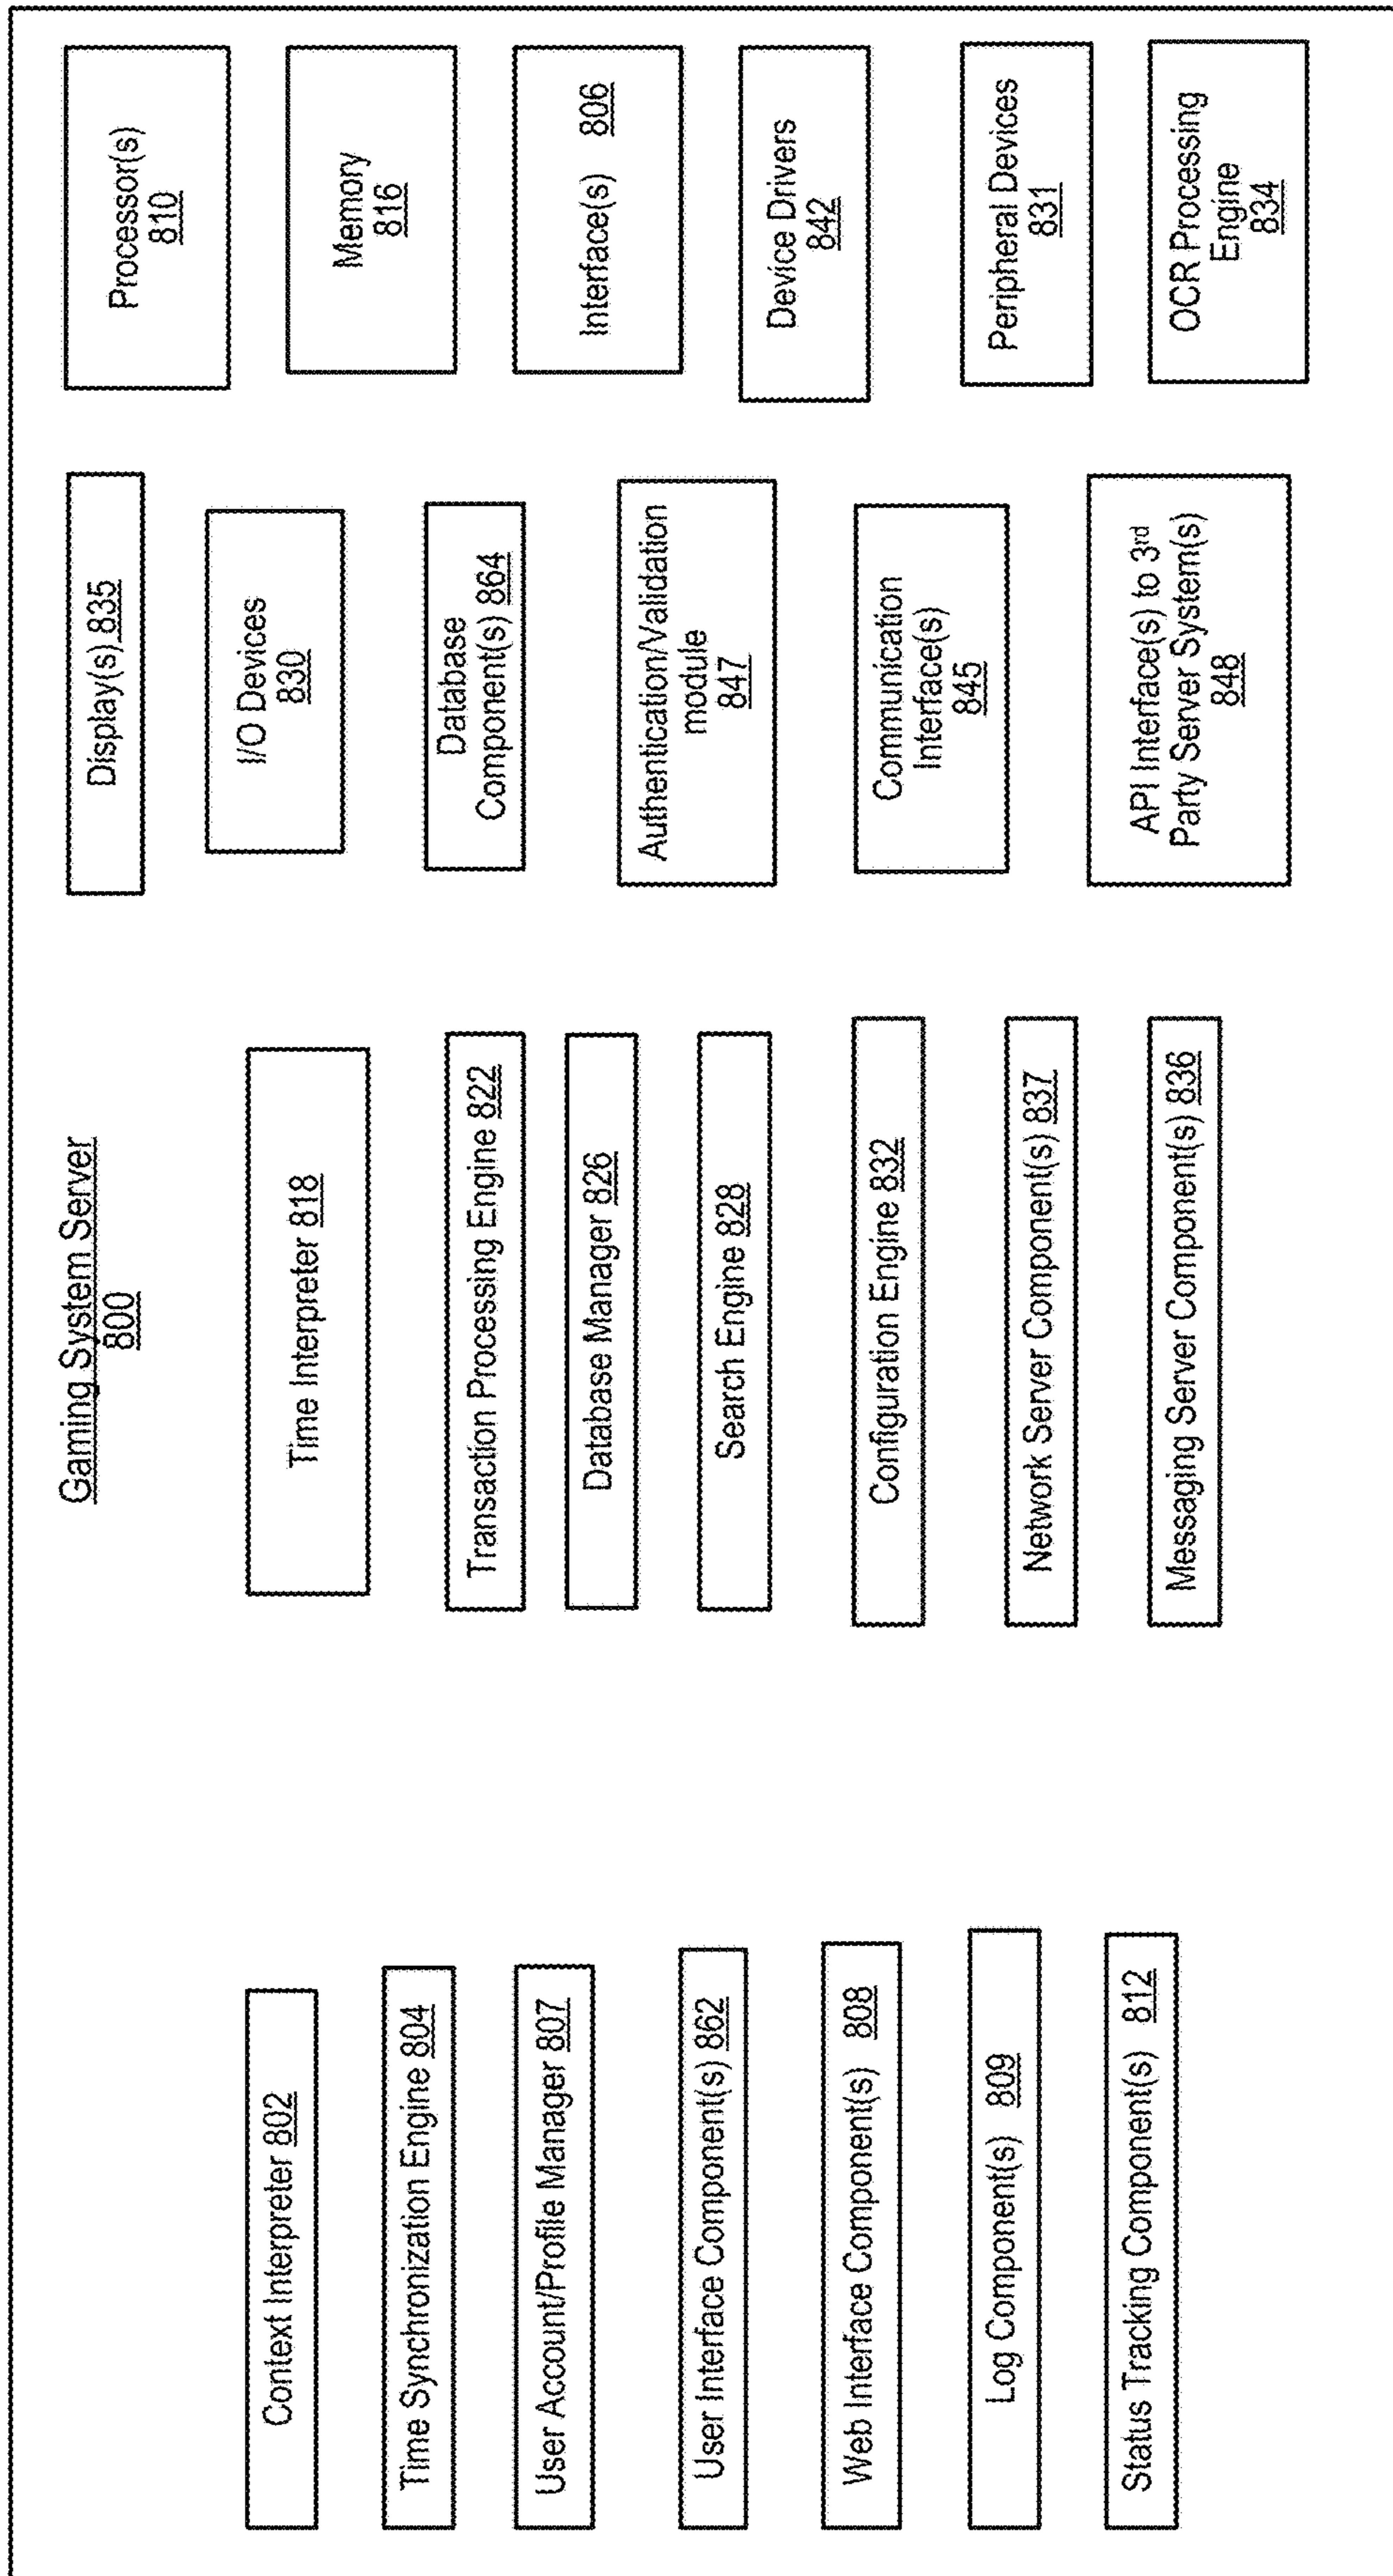 Gaming System Server
800
Context Interpreter 802
Time Synchronization Engine 804
User Account/Profile Manager 807
User Interface Component(s) 862
Web Interface Component(s) 808
Log Component(s) 809
Status Tracking Component(s) 812
Time Interpreter 818
Transaction Processing Engine 822
Database Manager 826
Search Engine 828
Configuration Engine 832
Network Server Component(s) 837
Messaging Server Component(s) 836
Display(s) 835
I/O Devices
830
Database
Component(s) 864
Authentication/Validation
module
847
Communication
Interface(s)
845
API Interface(s) to 3rd
Party Server System(s)
848
Processor(s)
810
Memory
816
Interface(s) 806
Device Drivers
842
Peripheral Devices
831
OCR Processing
Engine
834